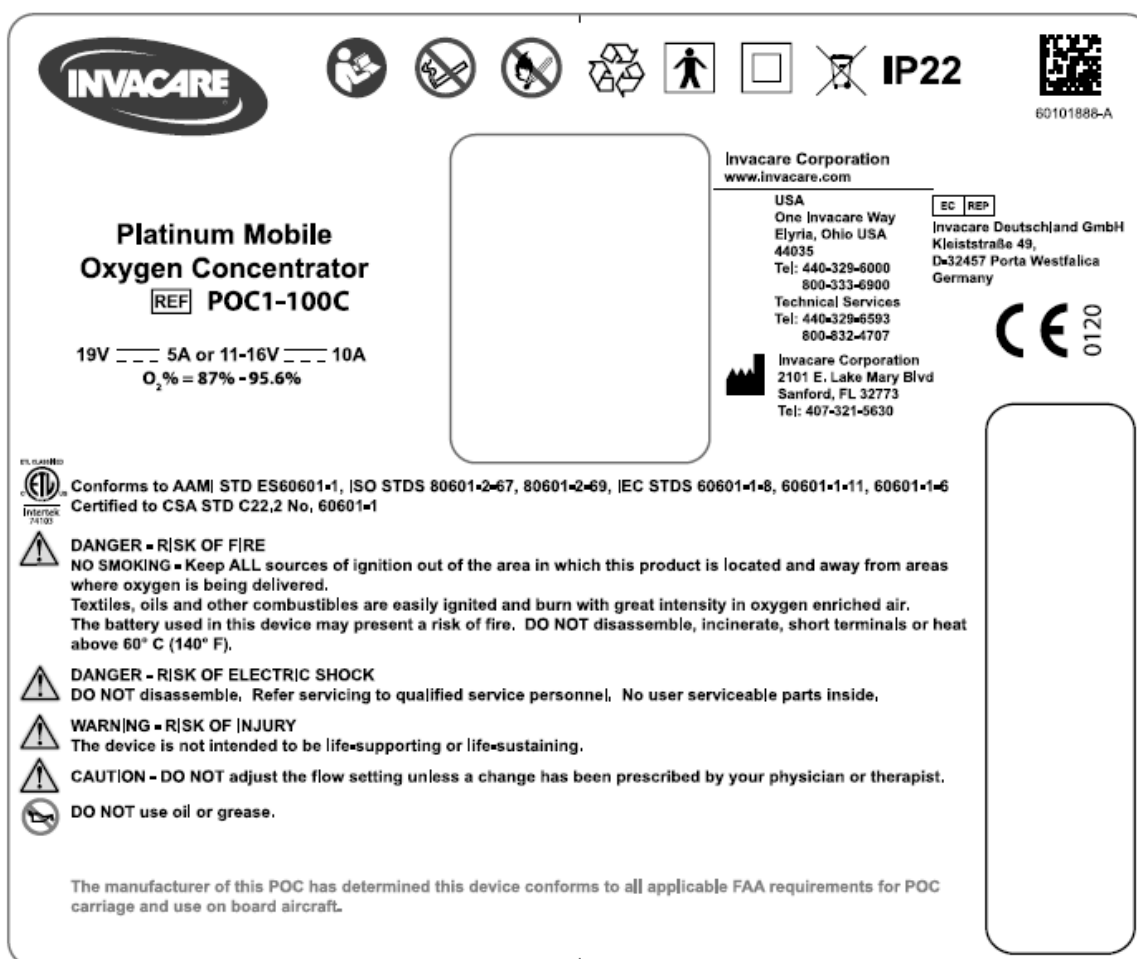 INVACARE
IP22
60101888-A
Invacare Corporation
www.invacare.com
USA
One Invacare Way
Elyria, Ohio USA
44035
Tel: 440-329-6000
800-333-6900
Technical Services
Tel: 440-329-6593
800-832-4707
EC REP
Invacare Deutschland GmbH
Kleiststraße 49,
D-32457 Porta Westfalica
Germany
CE 0120
Invacare Corporation
2101 E. Lake Mary Blvd
Sanford, FL 32773
Tel: 407-321-5630
Platinum Mobile
Oxygen Concentrator
REF POC1-100C
19V 5A or 11-16V 10A
O₂% = 87% - 95.6%
ETL CLASSIFIED
ETL
C US
Intertek
74103
Conforms to AAMI STD ES60601-1, ISO STDS 80601-2-67, 80601-2-69, IEC STDS 60601-1-8, 60601-1-11, 60601-1-6
Certified to CSA STD C22.2 No. 60601-1
DANGER - RISK OF FIRE
NO SMOKING - Keep ALL sources of ignition out of the area in which this product is located and away from areas
where oxygen is being delivered.
Textiles, oils and other combustibles are easily ignited and burn with great intensity in oxygen enriched air.
The battery used in this device may present a risk of fire. DO NOT disassemble, incinerate, short terminals or heat
above 60° C (140° F).
DANGER - RISK OF ELECTRIC SHOCK
DO NOT disassemble. Refer servicing to qualified service personnel. No user serviceable parts inside.
WARNING - RISK OF INJURY
The device is not intended to be life-supporting or life-sustaining.
CAUTION - DO NOT adjust the flow setting unless a change has been prescribed by your physician or therapist.
DO NOT use oil or grease.
The manufacturer of this POC has determined this device conforms to all applicable FAA requirements for POC
carriage and use on board aircraft.